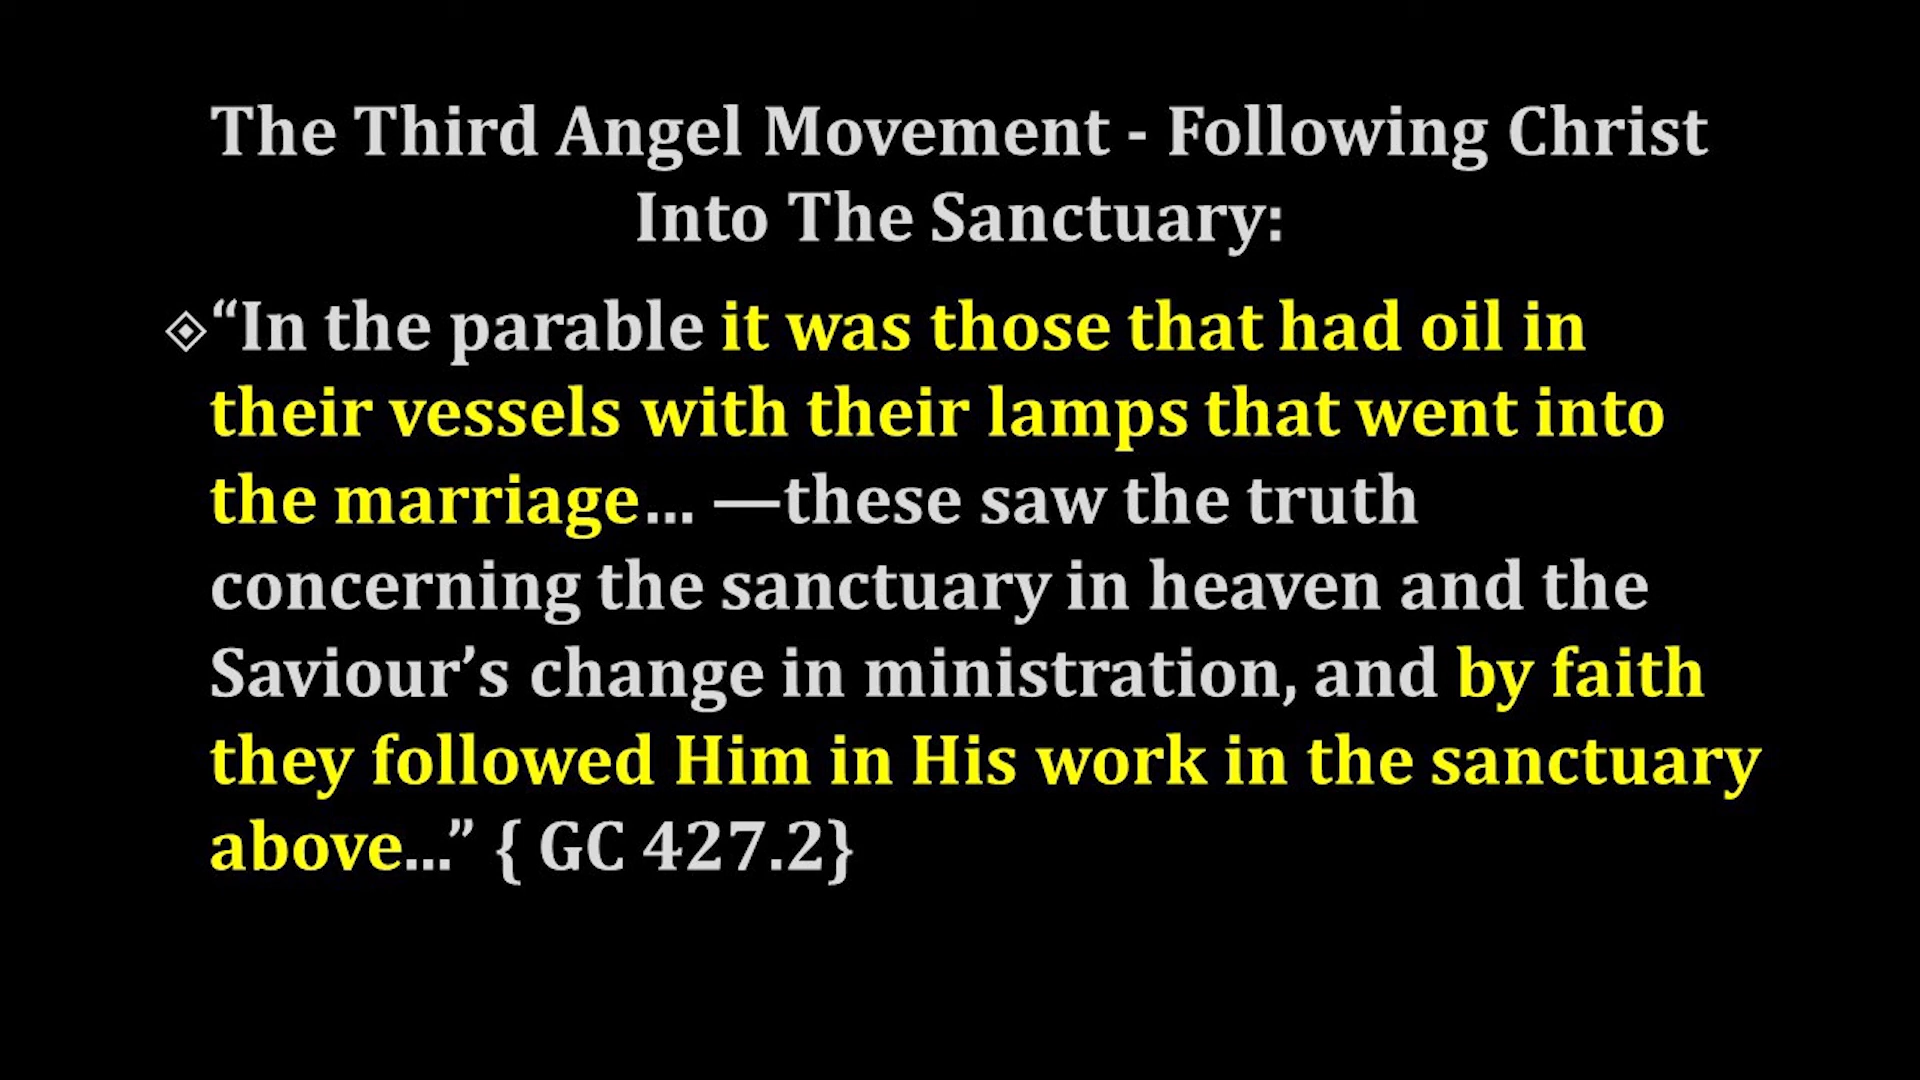 The Third Angel Movement - Following Christ
Into The Sanctuary:
“In the parable it was those that had oil in
their vessels with their lamps that went into
the marriage… —these saw the truth
concerning the sanctuary in heaven and the
Saviour’s change in ministration, and by faith
they followed Him in His work in the sanctuary
above…” { GC 427.2}